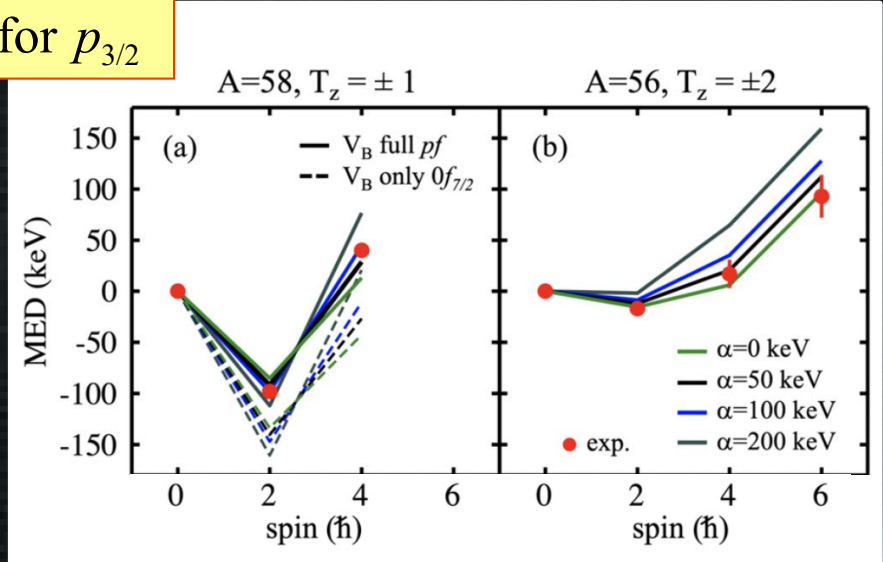 for p3/2
A=58, Tz = ± 1
A=56, Tz = ±2
MED (keV)
150
100
50
0
-50
-100
-150
(a)
VB full pf
VB only 0f7/2
0 2 4 6
spin (ħ)
(b)
α=0 keV
α=50 keV
α=100 keV
α=200 keV
exp.
0 2 4 6
spin (ħ)